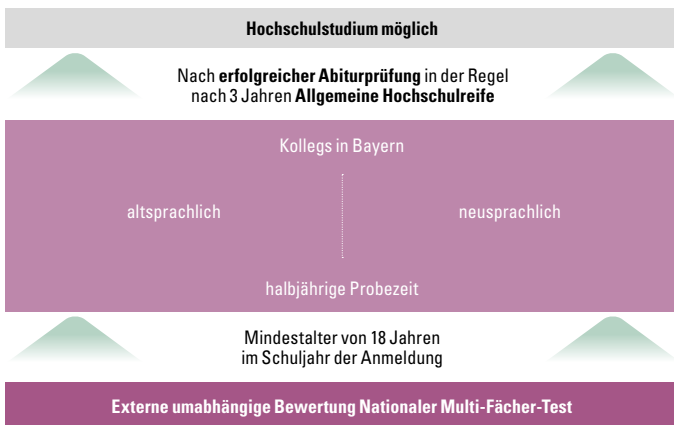 Hochschulstudium möglich
Nach erfolgreicher Abiturprüfung in der Regel
nach 3 Jahren Allgemeine Hochschulreife
Kollegs in Bayern
altsprachlich
neusprachlich
halbjährige Probezeit
Mindestalter von 18 Jahren
im Schuljahr der Anmeldung
Externe umabhängige Bewertung Nationaler Multi-Fächer-Test